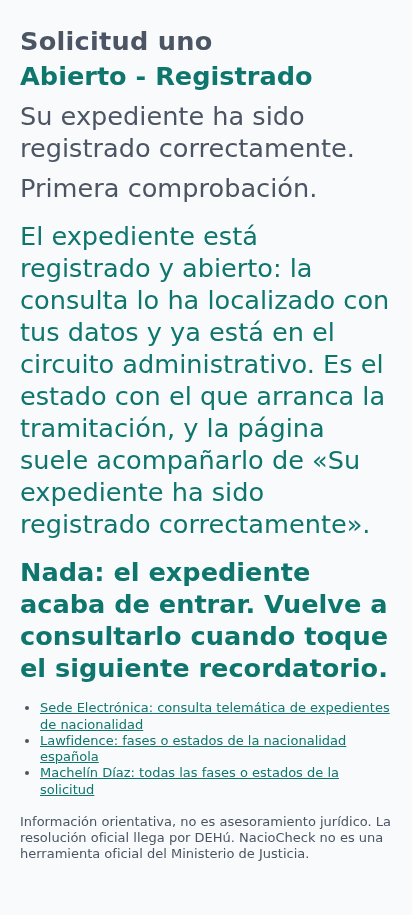 Solicitud uno
Abierto - Registrado
Su expediente ha sido
registrado correctamente.
Primera comprobación.
El expediente está
registrado y abierto: la
consulta lo ha localizado con
tus datos y ya está en el
circuito administrativo. Es el
estado con el que arranca la
tramitación, y la página
suele acompañarlo de «Su
expediente ha sido
registrado correctamente».
Nada: el expediente
acaba de entrar. Vuelve a
consultarlo cuando toque
el siguiente recordatorio.
• Sede Electrónica: consulta telemática de expedientes
de nacionalidad
• Lawfidence: fases o estados de la nacionalidad
española
• Machelín Díaz: todas las fases o estados de la
solicitud
Información orientativa, no es asesoramiento jurídico. La
resolución oficial llega por DEHú. NacioCheck no es una
herramienta oficial del Ministerio de Justicia.